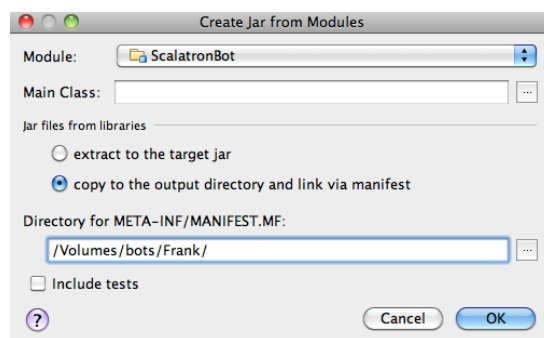 Create Jar from Modules
Module: ScalatronBot
Main Class: ...
Jar files from libraries
extract to the target jar
copy to the output directory and link via manifest
Directory for META-INF/MANIFEST.MF:
/Volumes/bots/Frank/ ...
Include tests
? Cancel OK